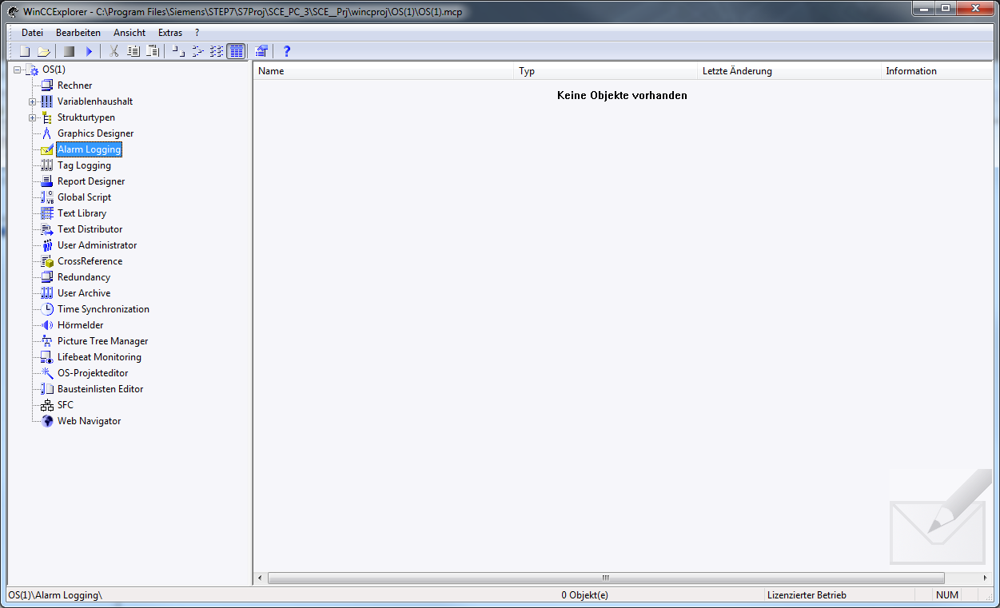 WinCCExplorer - C:\Program Files\Siemens\STEP7\S7Proj\SCE_PC_3\SCE__Prj\wincproj\OS(1)\OS(1).mcp
Datei Bearbeiten Ansicht Extras ?
OS(1)
Rechner
Variablenhaushalt
Strukturtypen
Graphics Designer
Alarm Logging
Tag Logging
Report Designer
Global Script
Text Library
Text Distributor
User Administrator
CrossReference
Redundancy
User Archive
Time Synchronization
Hörmelder
Picture Tree Manager
Lifebeat Monitoring
OS-Projekteditor
Bausteinlisten Editor
SFC
Web Navigator
Name Typ Letzte Änderung Information
Keine Objekte vorhanden
OS(1)\Alarm Logging\ 0 Objekt(e) Lizenzierter Betrieb NUM